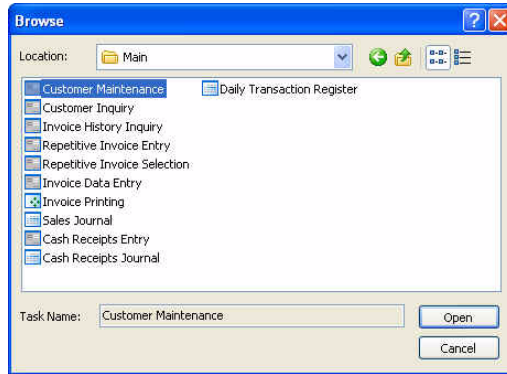 Browse
Location: Main
Customer Maintenance
Customer Inquiry
Invoice History Inquiry
Repetitive Invoice Entry
Repetitive Invoice Selection
Invoice Data Entry
Invoice Printing
Sales Journal
Cash Receipts Entry
Cash Receipts Journal
Daily Transaction Register
Task Name: Customer Maintenance
Open
Cancel